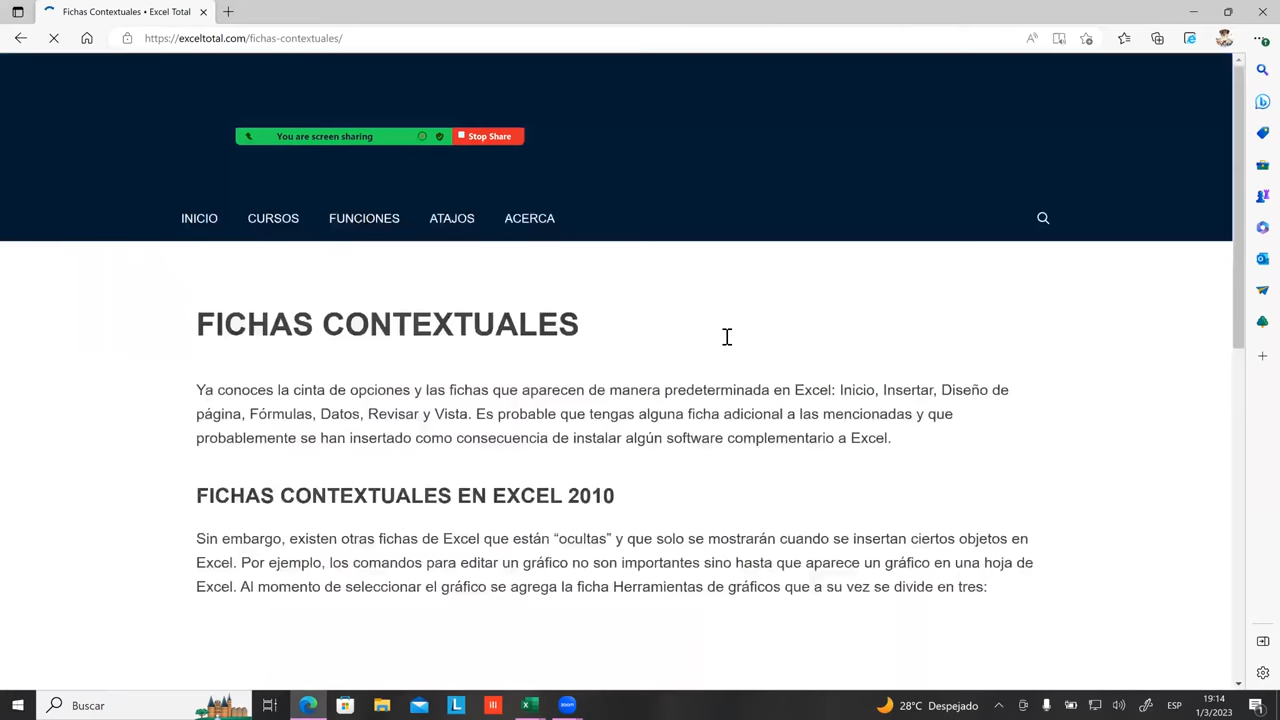 Fichas Contextuales • Excel Total
https://exceltotal.com/fichas-contextuales/
You are screen sharing
Stop Share
INICIO
CURSOS
FUNCIONES
ATAJOS
ACERCA
FICHAS CONTEXTUALES
Ya conoces la cinta de opciones y las fichas que aparecen de manera predeterminada en Excel: Inicio, Insertar, Diseño de
página, Fórmulas, Datos, Revisar y Vista. Es probable que tengas alguna ficha adicional a las mencionadas y que
probablemente se han insertado como consecuencia de instalar algún software complementario a Excel.
FICHAS CONTEXTUALES EN EXCEL 2010
Sin embargo, existen otras fichas de Excel que están “ocultas” y que solo se mostrarán cuando se insertan ciertos objetos en
Excel. Por ejemplo, los comandos para editar un gráfico no son importantes sino hasta que aparece un gráfico en una hoja de
Excel. Al momento de seleccionar el gráfico se agrega la ficha Herramientas de gráficos que a su vez se divide en tres:
Buscar
L
zoom
28°C Despejado
ESP
19:14
1/3/2023